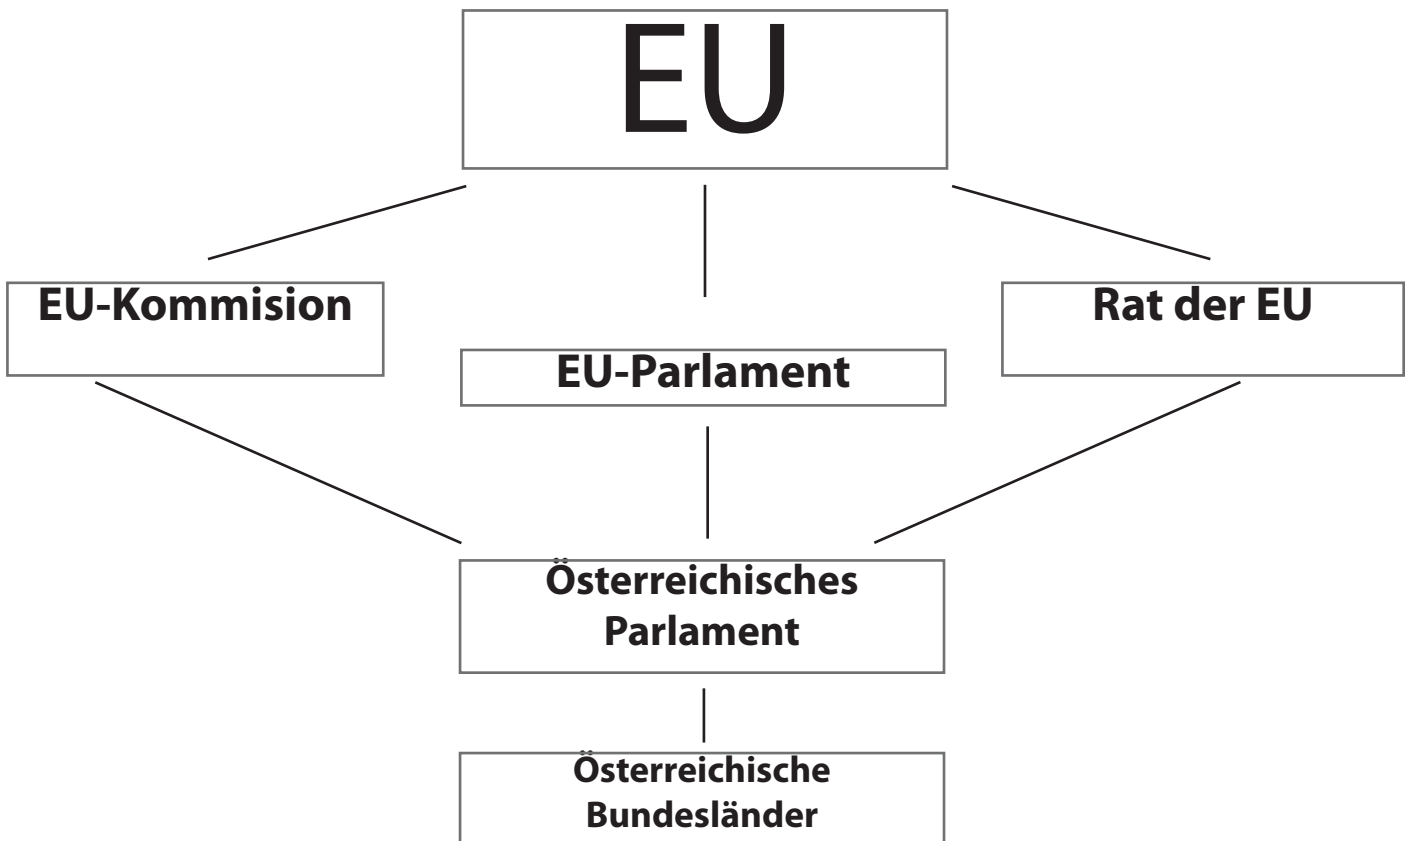 EU
EU-Kommision
Rat der EU
EU-Parlament
Österreichisches
Parlament
Österreichische
Bundesländer